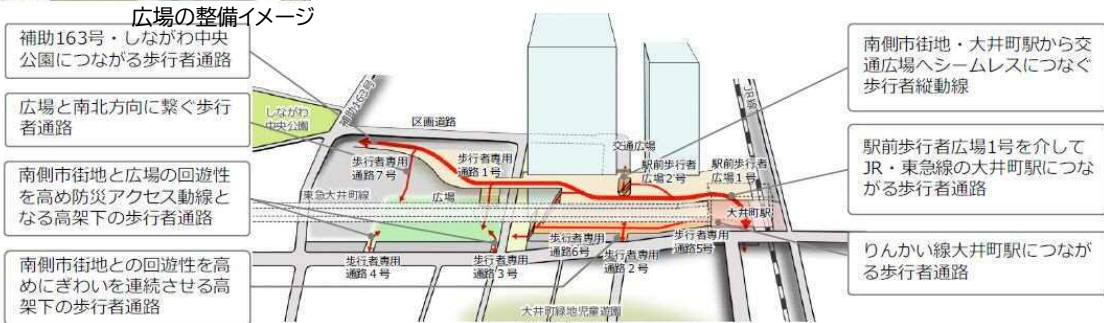 広場の整備イメージ
補助163号・しながわ中央
公園につながる歩行者通路
広場と南北方向に繋ぐ歩行
者通路
南側市街地と広場の回遊性
を高め防災アクセス動線と
なる高架下の歩行者通路
南側市街地との回遊性を高
めにぎわいを連続させる高
架下の歩行者通路
しながわ
中央公園
補助163号
区画道路
歩行者専用
通路7号
歩行者専用
通路1号
東急大井町線
広場
交通広場
駅前歩行者
広場2号
駅前歩行者
広場1号
JR線
大井町駅
歩行者専用
通路4号
歩行者専用
通路3号
歩行者専用
通路6号
歩行者専用
通路2号
歩行者専用
通路5号
大井町緑地児童遊園
南側市街地・大井町駅から交
通広場へシームレスにつなぐ
歩行者縦動線
駅前歩行者広場1号を介して
JR・東急線の大井町駅につな
がる歩行者通路
りんかい線大井町駅につなが
る歩行者通路